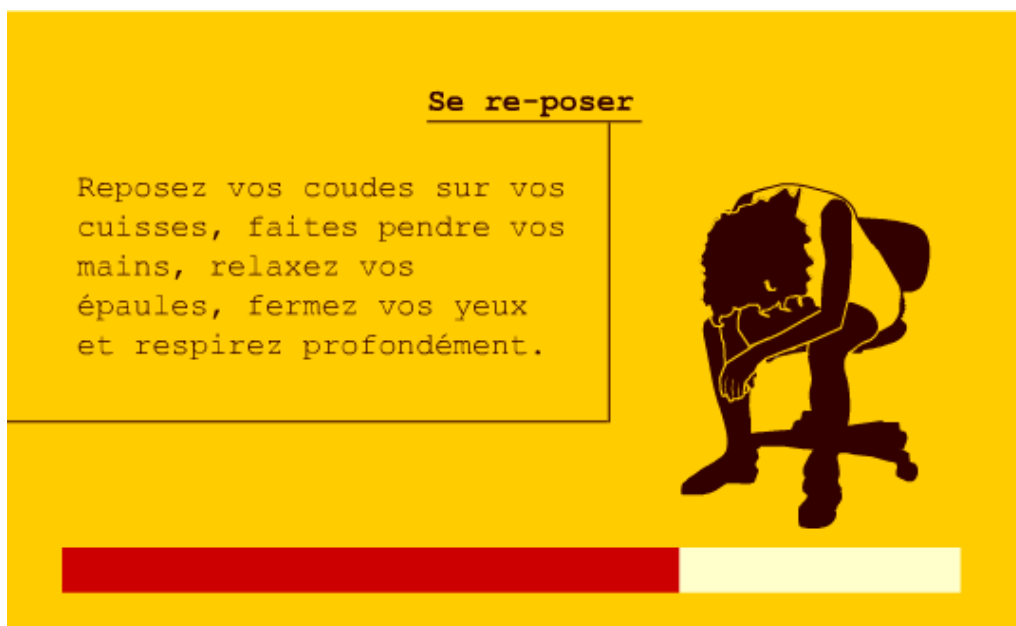 Se re-poser
Reposez vos coudes sur vos
cuisses, faites pendre vos
mains, relaxez vos
épaules, fermez vos yeux
et respirez profondément.